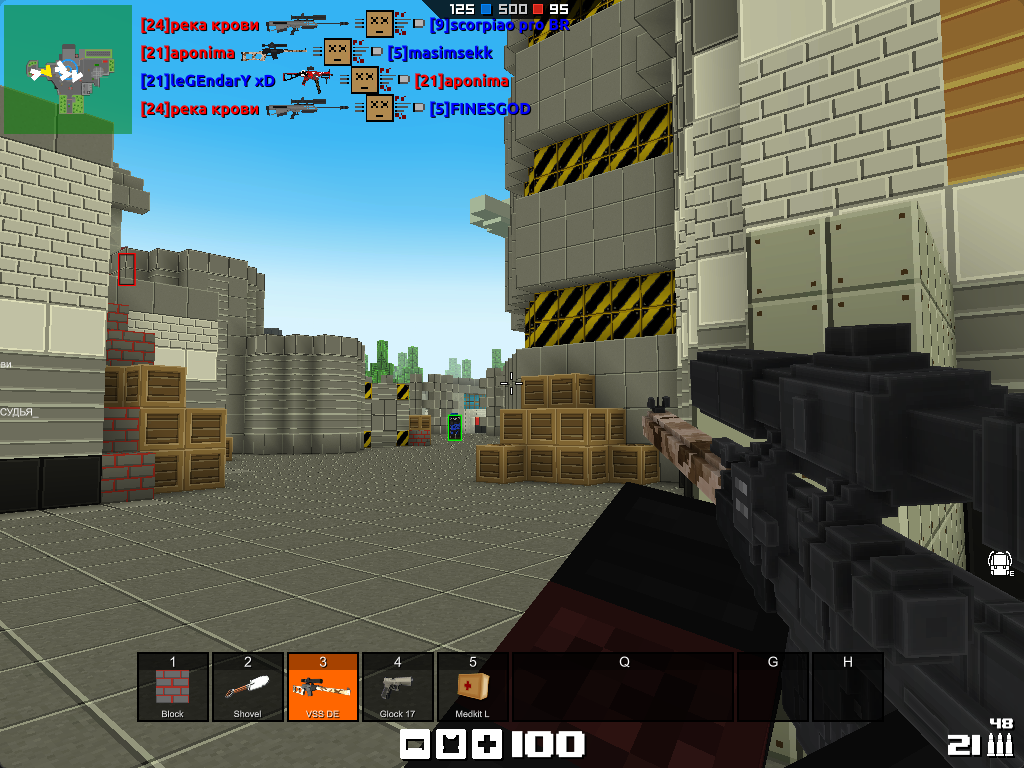 125 500 95
[24]река крови [9]scorpiao pro BR
[21]aponima [5]masimsekk
[21]leGEndarY xD [21]aponima
[24]река крови [5]FINESGOD
ви
СУДЬЯ
E
1 2 3 4 5 Q G H
Block Shovel VSS DE Glock 17 Medkit L
100
48
21